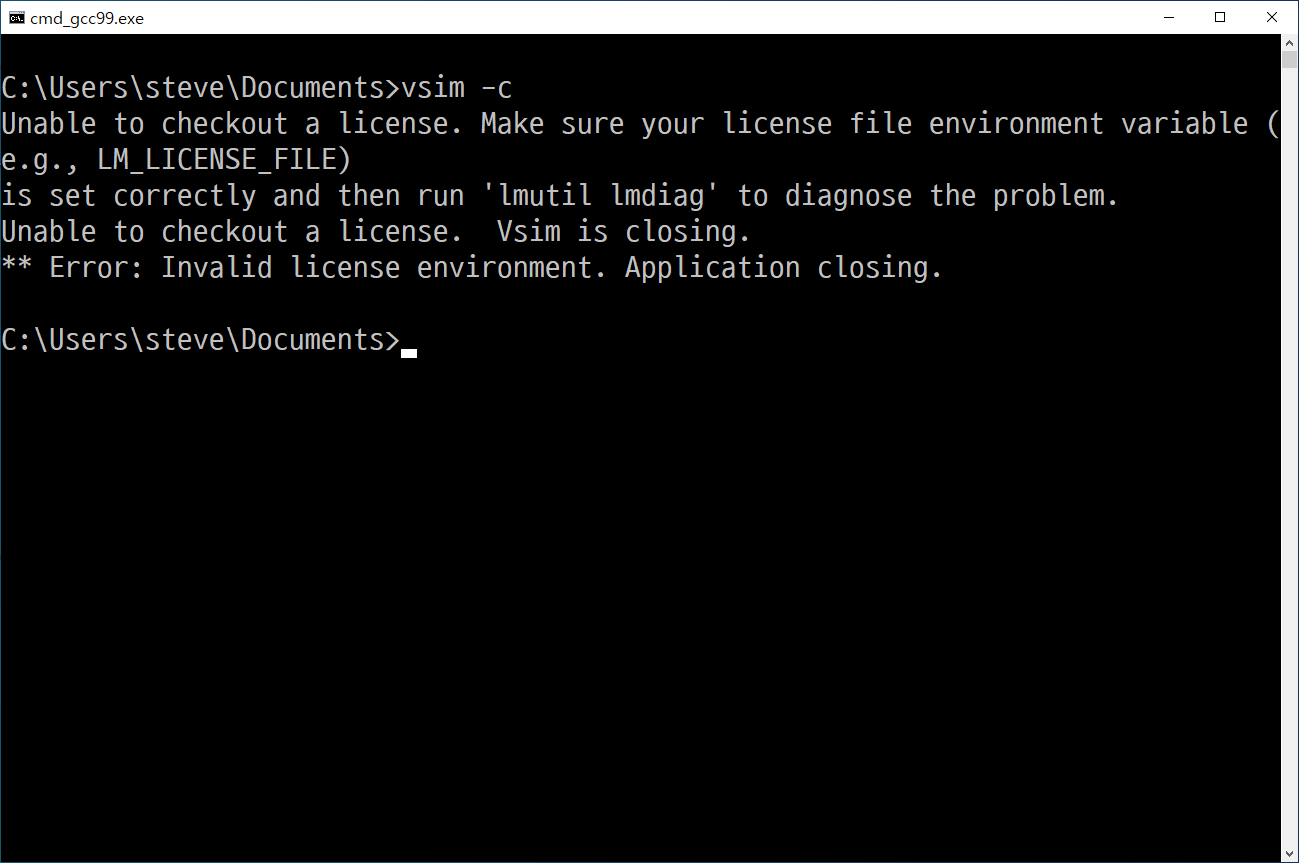 cmd_gcc99.exe
C:\Users\steve\Documents>vsim -c
Unable to checkout a license. Make sure your license file environment variable (
e.g., LM_LICENSE_FILE)
is set correctly and then run 'lmutil lmdiag' to diagnose the problem.
Unable to checkout a license.  Vsim is closing.
** Error: Invalid license environment. Application closing.
C:\Users\steve\Documents>